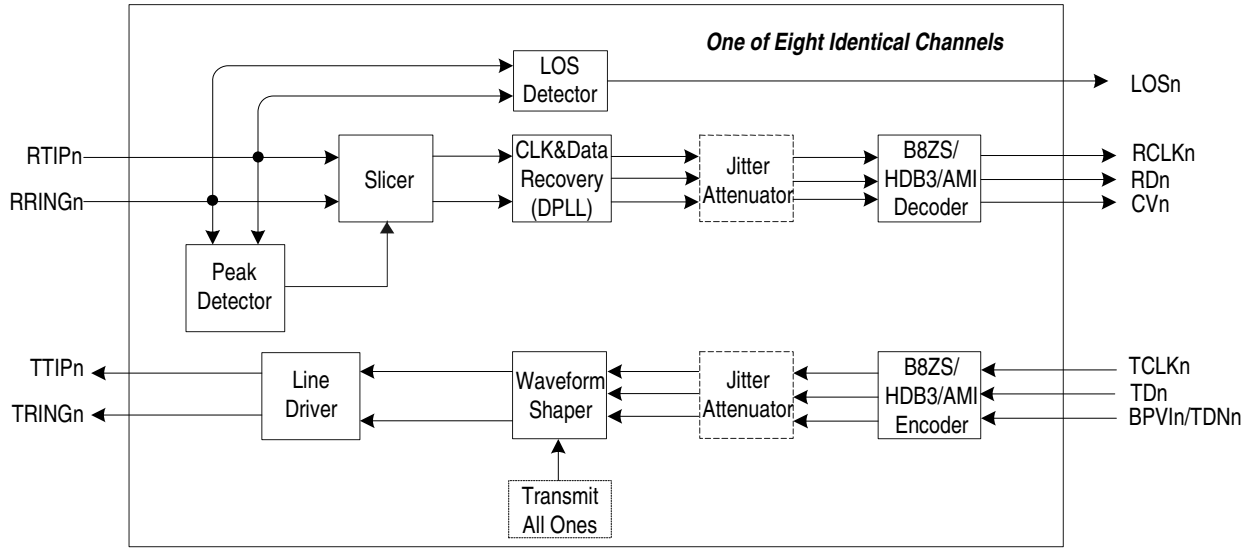 One of Eight Identical Channels
LOS
Detector
LOSn
RTIPn
RRINGn
Slicer
CLK&Data
Recovery
(DPLL)
Jitter
Attenuator
B8ZS/
HDB3/AMI
Decoder
RCLKn
RDn
CVn
Peak
Detector
TTIPn
TRINGn
Line
Driver
Waveform
Shaper
Jitter
Attenuator
B8ZS/
HDB3/AMI
Encoder
TCLKn
TDn
BPVIn/TDNn
Transmit
All Ones